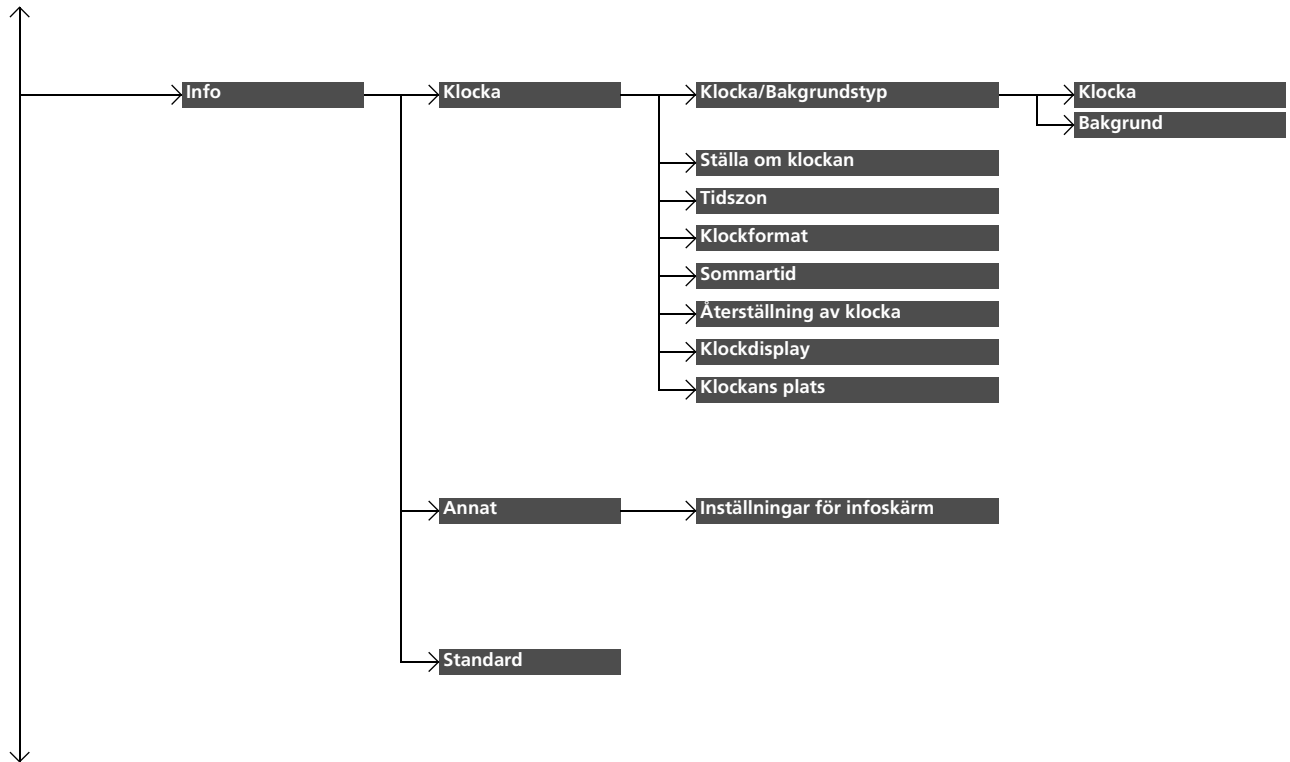 Info
Klocka
Klocka/Bakgrundstyp
Klocka
Bakgrund
Ställa om klockan
Tidszon
Klockformat
Sommartid
Återställning av klocka
Klockdisplay
Klockans plats
Annat
Inställningar för infoskärm
Standard